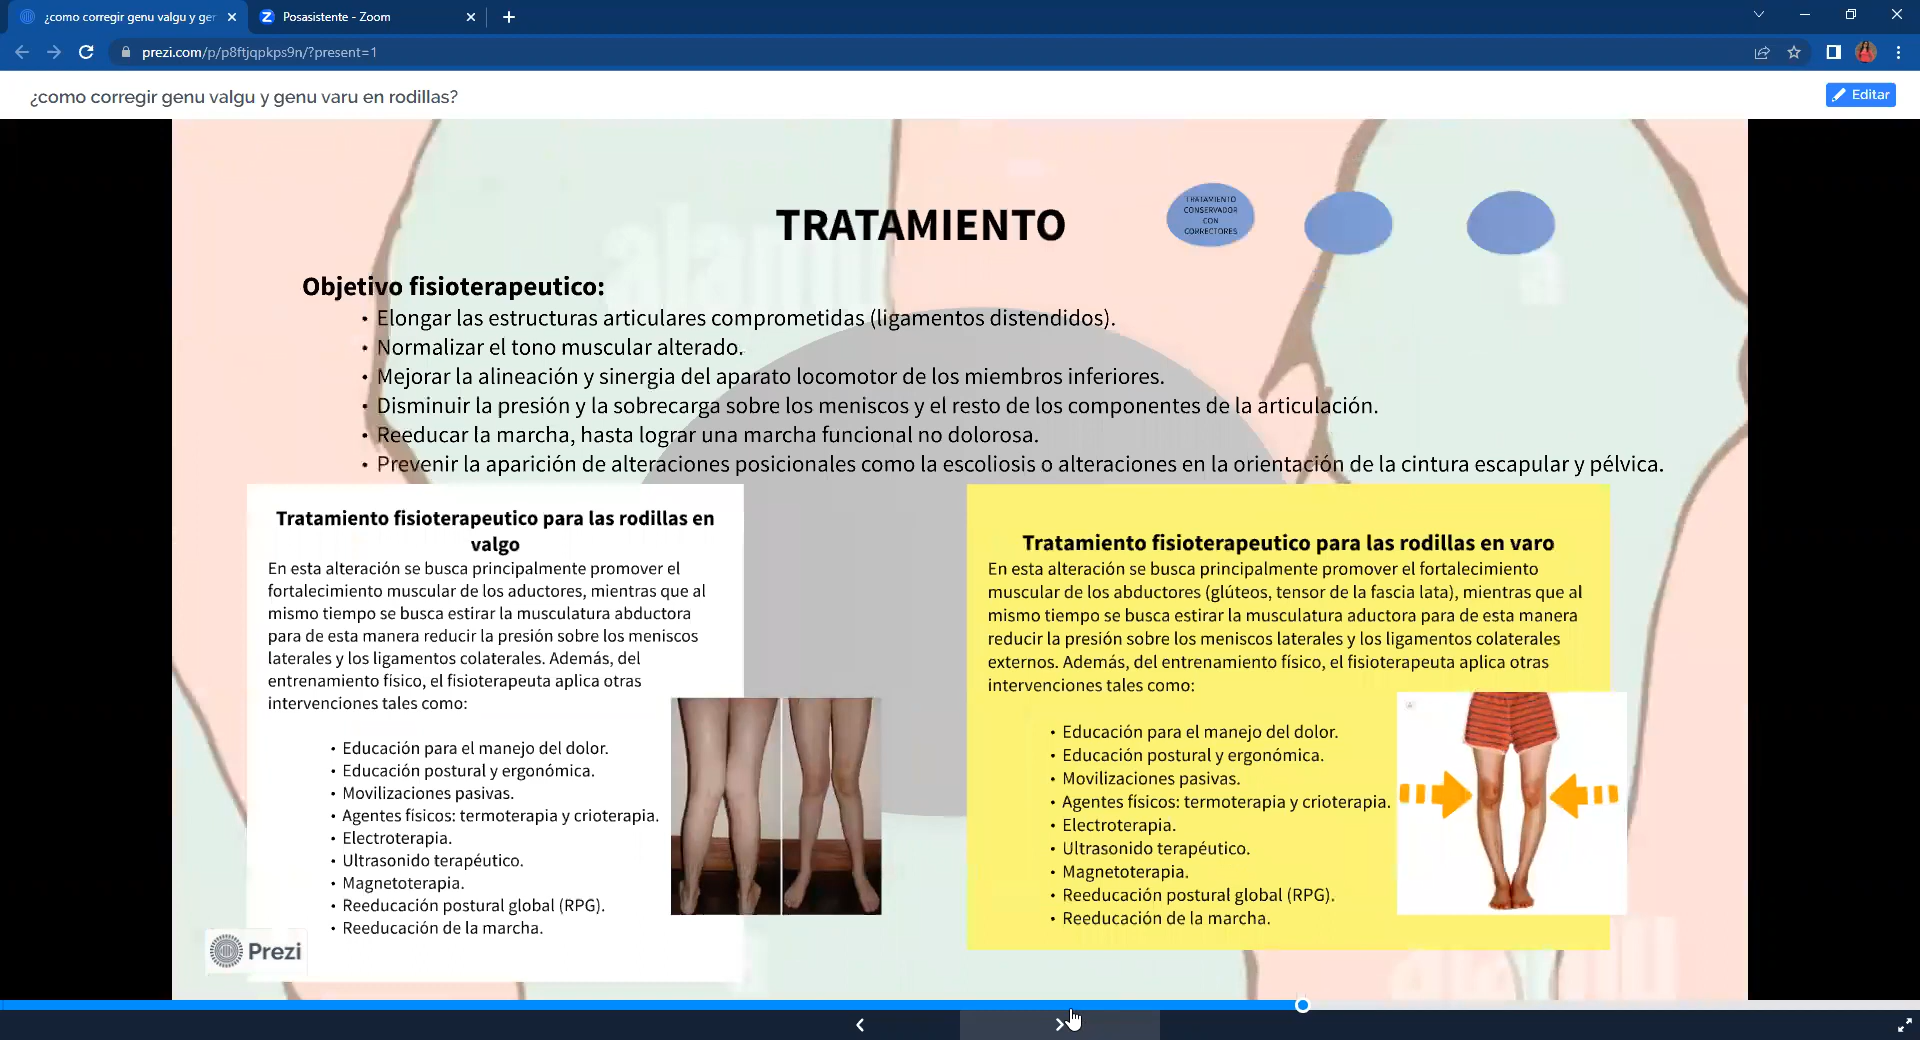 ¿como corregir genu valgu y ger
Posasistente - Zoom
prezi.com/p/p8ftjqpkps9n/?present=1
¿como corregir genu valgu y genu varu en rodillas?
Editar
TRATAMIENTO
TRATAMIENTO
CONSERVADOR
CON
CORRECTORES
Objetivo fisioterapeutico:
• Elongar las estructuras articulares comprometidas (ligamentos distendidos).
• Normalizar el tono muscular alterado.
• Mejorar la alineación y sinergia del aparato locomotor de los miembros inferiores.
• Disminuir la presión y la sobrecarga sobre los meniscos y el resto de los componentes de la articulación.
• Reeducar la marcha, hasta lograr una marcha funcional no dolorosa.
• Prevenir la aparición de alteraciones posicionales como la escoliosis o alteraciones en la orientación de la cintura escapular y pélvica.
Tratamiento fisioterapeutico para las rodillas en
valgo
En esta alteración se busca principalmente promover el
fortalecimiento muscular de los aductores, mientras que al
mismo tiempo se busca estirar la musculatura abductora
para de esta manera reducir la presión sobre los meniscos
laterales y los ligamentos colaterales. Además, del
entrenamiento físico, el fisioterapeuta aplica otras
intervenciones tales como:
• Educación para el manejo del dolor.
• Educación postural y ergonómica.
• Movilizaciones pasivas.
• Agentes físicos: termoterapia y crioterapia.
• Electroterapia.
• Ultrasonido terapéutico.
• Magnetoterapia.
• Reeducación postural global (RPG).
• Reeducación de la marcha.
Tratamiento fisioterapeutico para las rodillas en varo
En esta alteración se busca principalmente promover el fortalecimiento
muscular de los abductores (glúteos, tensor de la fascia lata), mientras que al
mismo tiempo se busca estirar la musculatura aductora para de esta manera
reducir la presión sobre los meniscos laterales y los ligamentos colaterales
externos. Además, del entrenamiento físico, el fisioterapeuta aplica otras
intervenciones tales como:
• Educación para el manejo del dolor.
• Educación postural y ergonómica.
• Movilizaciones pasivas.
• Agentes físicos: termoterapia y crioterapia.
• Electroterapia.
• Ultrasonido terapéutico.
• Magnetoterapia.
• Reeducación postural global (RPG).
• Reeducación de la marcha.
Prezi